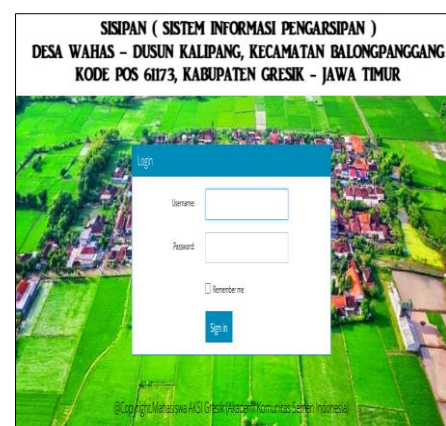 SISIPAN ( SISTEM INFORMASI PENGARSIPAN )
DESA WAHAS – DUSUN KALIPANG, KECAMATAN BALONGPANGGANG
KODE POS 61173, KABUPATEN GRESIK – JAWA TIMUR
Login
Username:
Password:
Remember me
Sign in
@Copyright Mahasiswa AKSI Gresik (Akademi Komunitas Semen Indonesia)